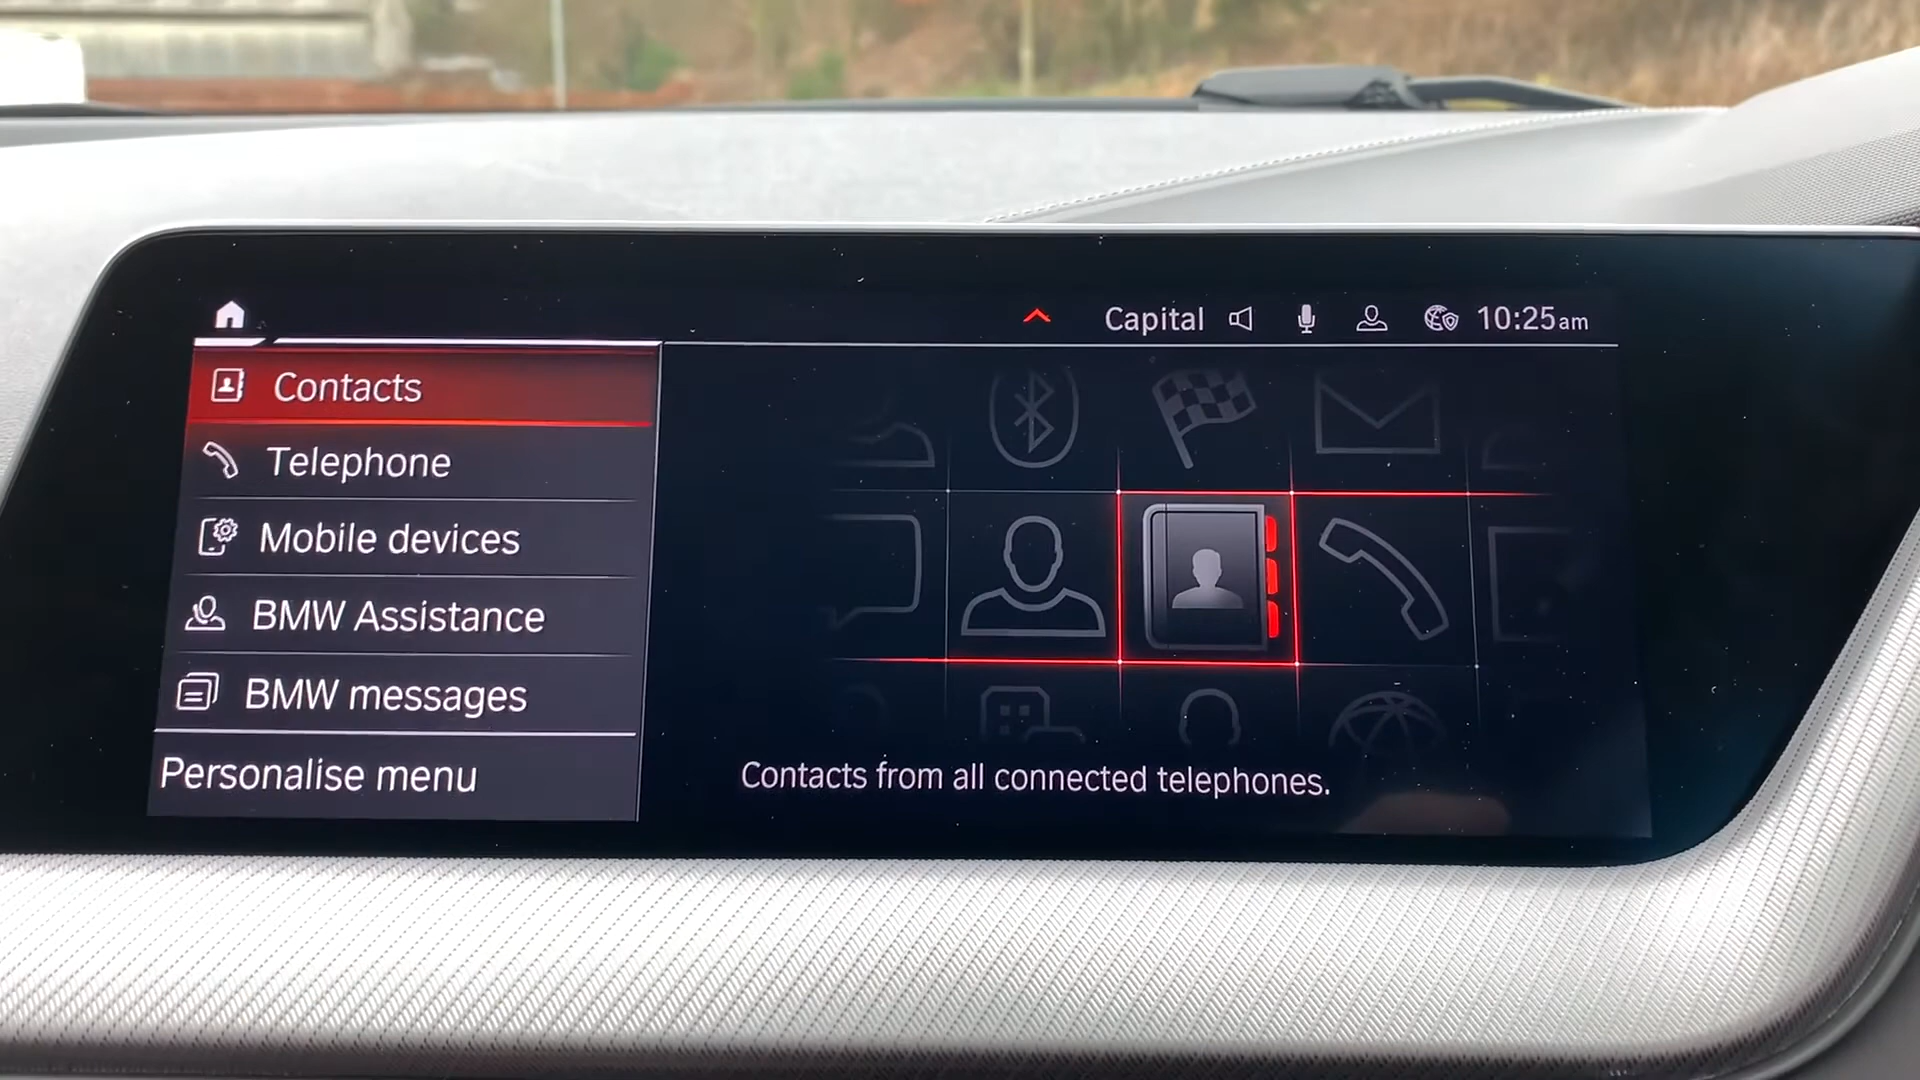 Capital 10:25am
Contacts
Telephone
Mobile devices
BMW Assistance
BMW messages
Personalise menu
Contacts from all connected telephones.